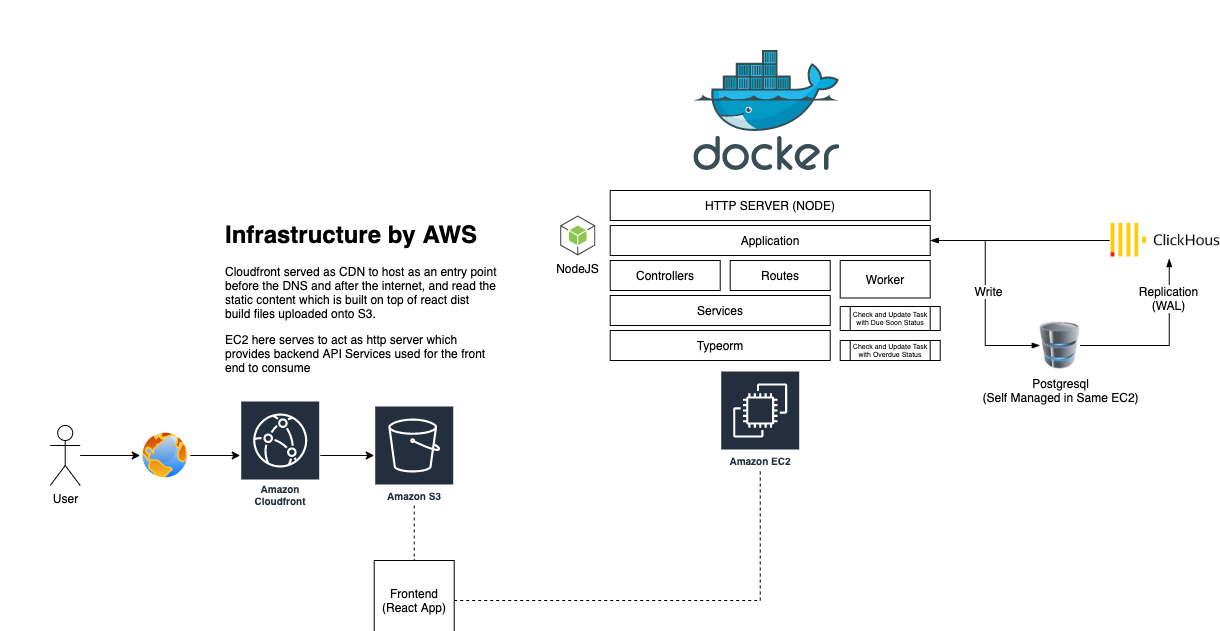 docker
HTTP SERVER (NODE)
Application
NodeJS
Controllers
Routes
Worker
Services
Check and Update Task
with Due Soon Status
Typeorm
Check and Update Task
with Overdue Status
Amazon EC2
ClickHous
Write
Replication
(WAL)
Postgresql
(Self Managed in Same EC2)
Infrastructure by AWS
Cloudfront served as CDN to host as an entry point
before the DNS and after the internet, and read the
static content which is built on top of react dist
build files uploaded onto S3.
EC2 here serves to act as http server which
provides backend API Services used for the front
end to consume
User
Amazon
Cloudfront
Amazon S3
Frontend
(React App)